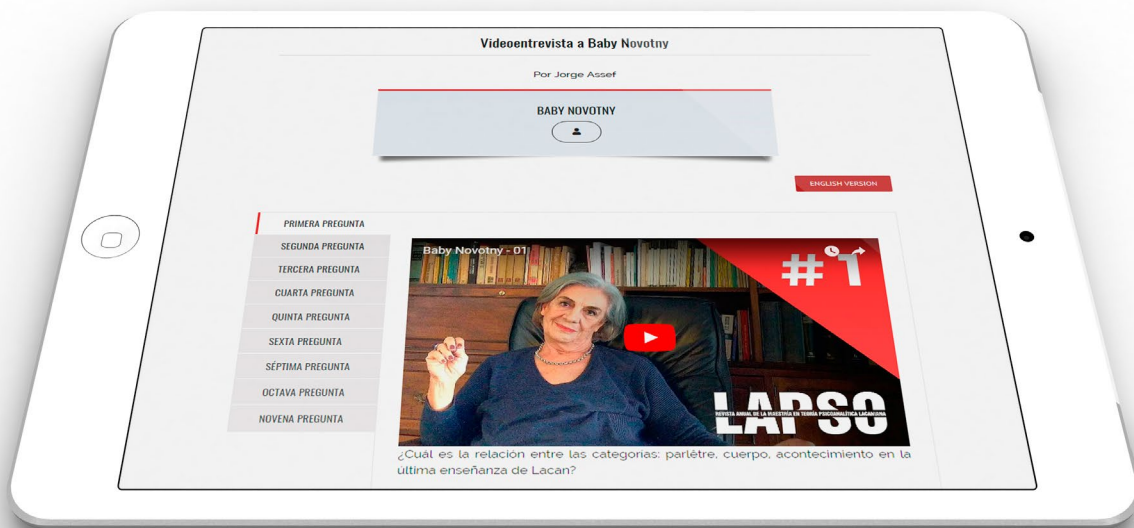 Videoentrevista a Baby Novotny
Por Jorge Assef
BABY NOVOTNY
ENGLISH VERSION
PRIMERA PREGUNTA
SEGUNDA PREGUNTA
TERCERA PREGUNTA
CUARTA PREGUNTA
QUINTA PREGUNTA
SEXTA PREGUNTA
SÉPTIMA PREGUNTA
OCTAVA PREGUNTA
NOVENA PREGUNTA
Baby Novotny - 01
#1
LAPSO
REVISTA ANUAL DE LA MAESTRÍA EN TEORÍA PSICOANALÍTICA LACANIANA
¿Cuál es la relación entre las categorías: parlêtre, cuerpo, acontecimiento en la
última enseñanza de Lacan?